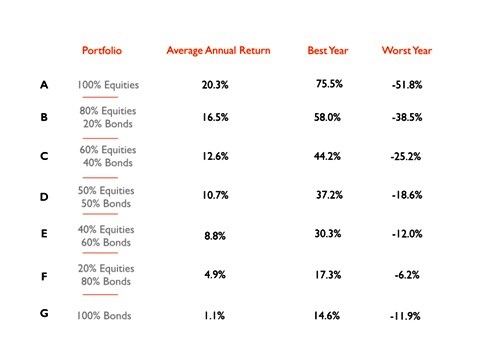 Portfolio Average Annual Return Best Year Worst Year
A 100% Equities 20.3% 75.5% -51.8%
80% Equities
B 16.5% 58.0% -38.5%
20% Bonds
60% Equities
C 12.6% 44.2% -25.2%
40% Bonds
50% Equities
D 10.7% 37.2% -18.6%
50% Bonds
40% Equities
E 8.8% 30.3% -12.0%
60% Bonds
20% Equities
F 4.9% 17.3% -6.2%
80% Bonds
G 100% Bonds 1.1% 14.6% -11.9%